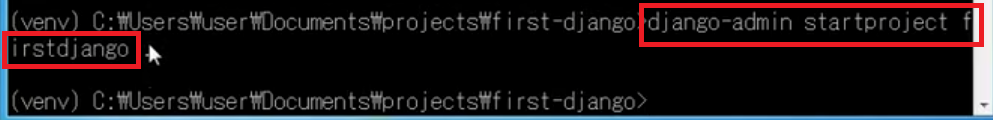 (venv) C:₩Users₩user₩Documents₩projects₩first-django>django-admin startproject f
irstdjango
(venv) C:₩Users₩user₩Documents₩projects₩first-django>